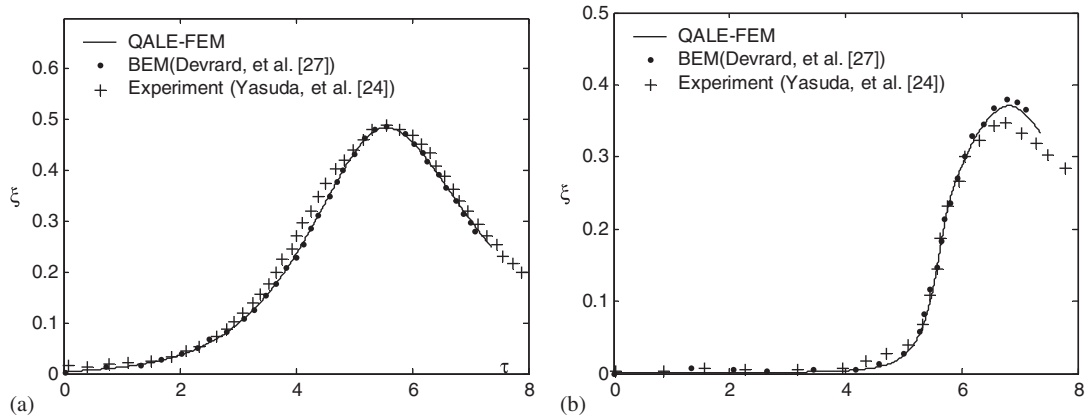 QALE-FEM
BEM(Devrard, et al. [27])
Experiment (Yasuda, et al. [24])
0.6
0.5
0.4
0.3
0.2
0.1
0
ξ
0 2 4 6 8
τ
(a)
QALE-FEM
BEM(Devrard, et al. [27])
Experiment (Yasuda, et al. [24])
0.5
0.4
0.3
0.2
0.1
0
ξ
0 2 4 6 8
(b)